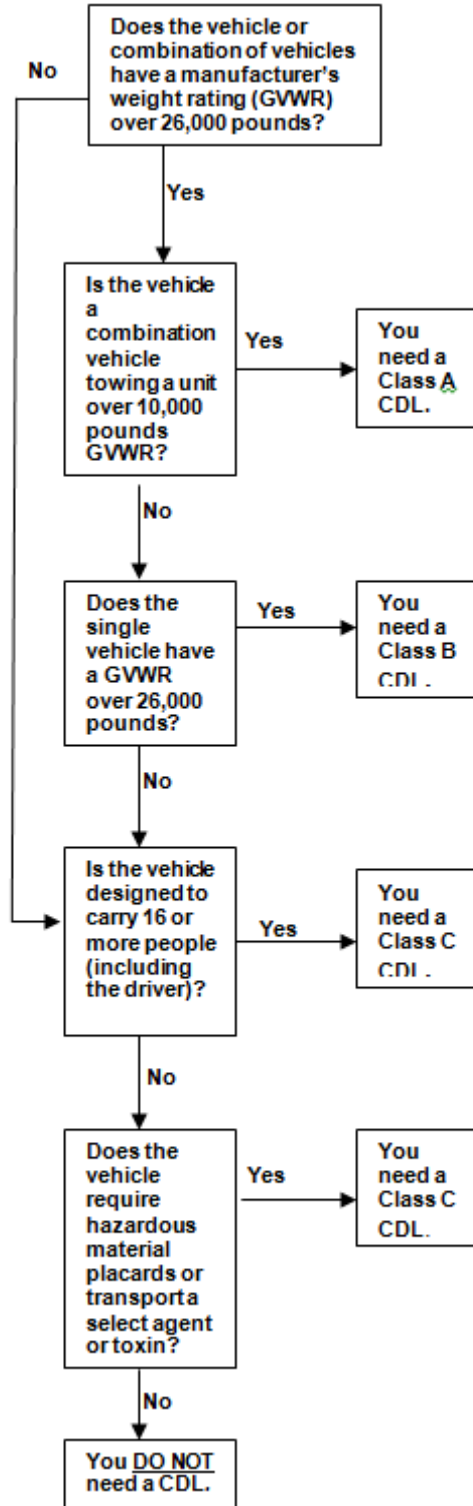 Does the vehicle or
combination of vehicles
have a manufacturer's
weight rating (GVWR)
over 26,000 pounds?
No
Yes
Is the vehicle
a
combination
vehicle
towing a unit
over 10,000
pounds
GVWR?
Yes
You
need a
Class A
CDL.
No
Does the
single
vehicle have
a GVWR
over 26,000
pounds?
Yes
You
need a
Class B
CDL.
No
Is the vehicle
designed to
carry 16 or
more people
(including
the driver)?
Yes
You
need a
Class C
CDL.
No
Does the
vehicle
require
hazardous
material
placards or
transport a
select agent
or toxin?
Yes
You
need a
Class C
CDL.
No
You DO NOT
need a CDL.